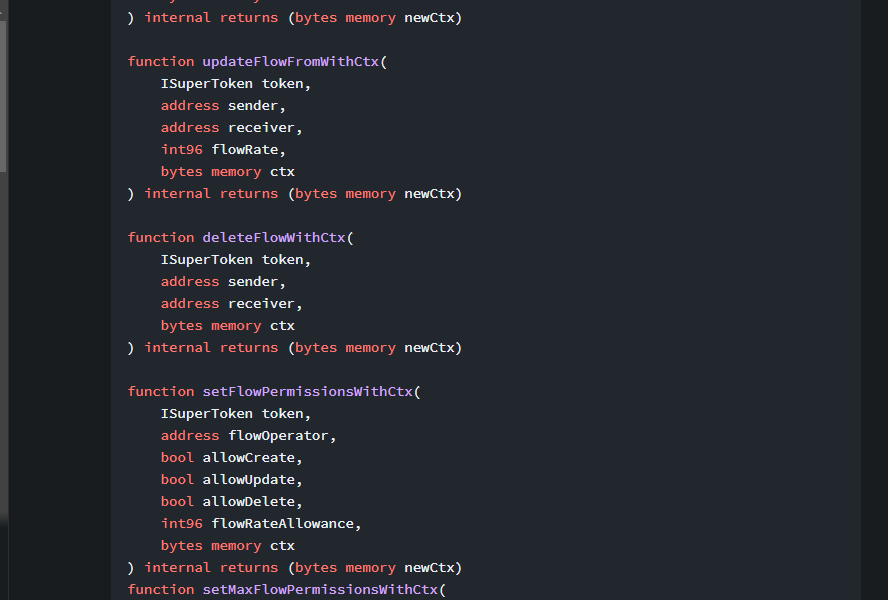 ) internal returns (bytes memory newCtx)
function updateFlowFromWithCtx(
ISuperToken token,
address sender,
address receiver,
int96 flowRate,
bytes memory ctx
) internal returns (bytes memory newCtx)
function deleteFlowWithCtx(
ISuperToken token,
address sender,
address receiver,
bytes memory ctx
) internal returns (bytes memory newCtx)
function setFlowPermissionsWithCtx(
ISuperToken token,
address flowOperator,
bool allowCreate,
bool allowUpdate,
bool allowDelete,
int96 flowRateAllowance,
bytes memory ctx
) internal returns (bytes memory newCtx)
function setMaxFlowPermissionsWithCtx(